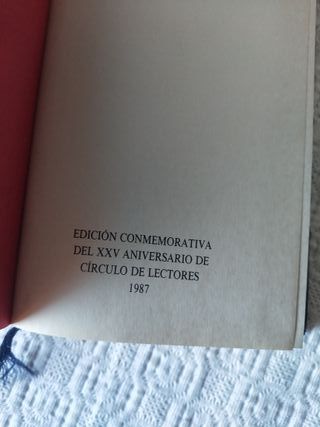 EDICIÓN CONMEMORATIVA
DEL XXV ANIVERSARIO DE
CÍRCULO DE LECTORES
1987